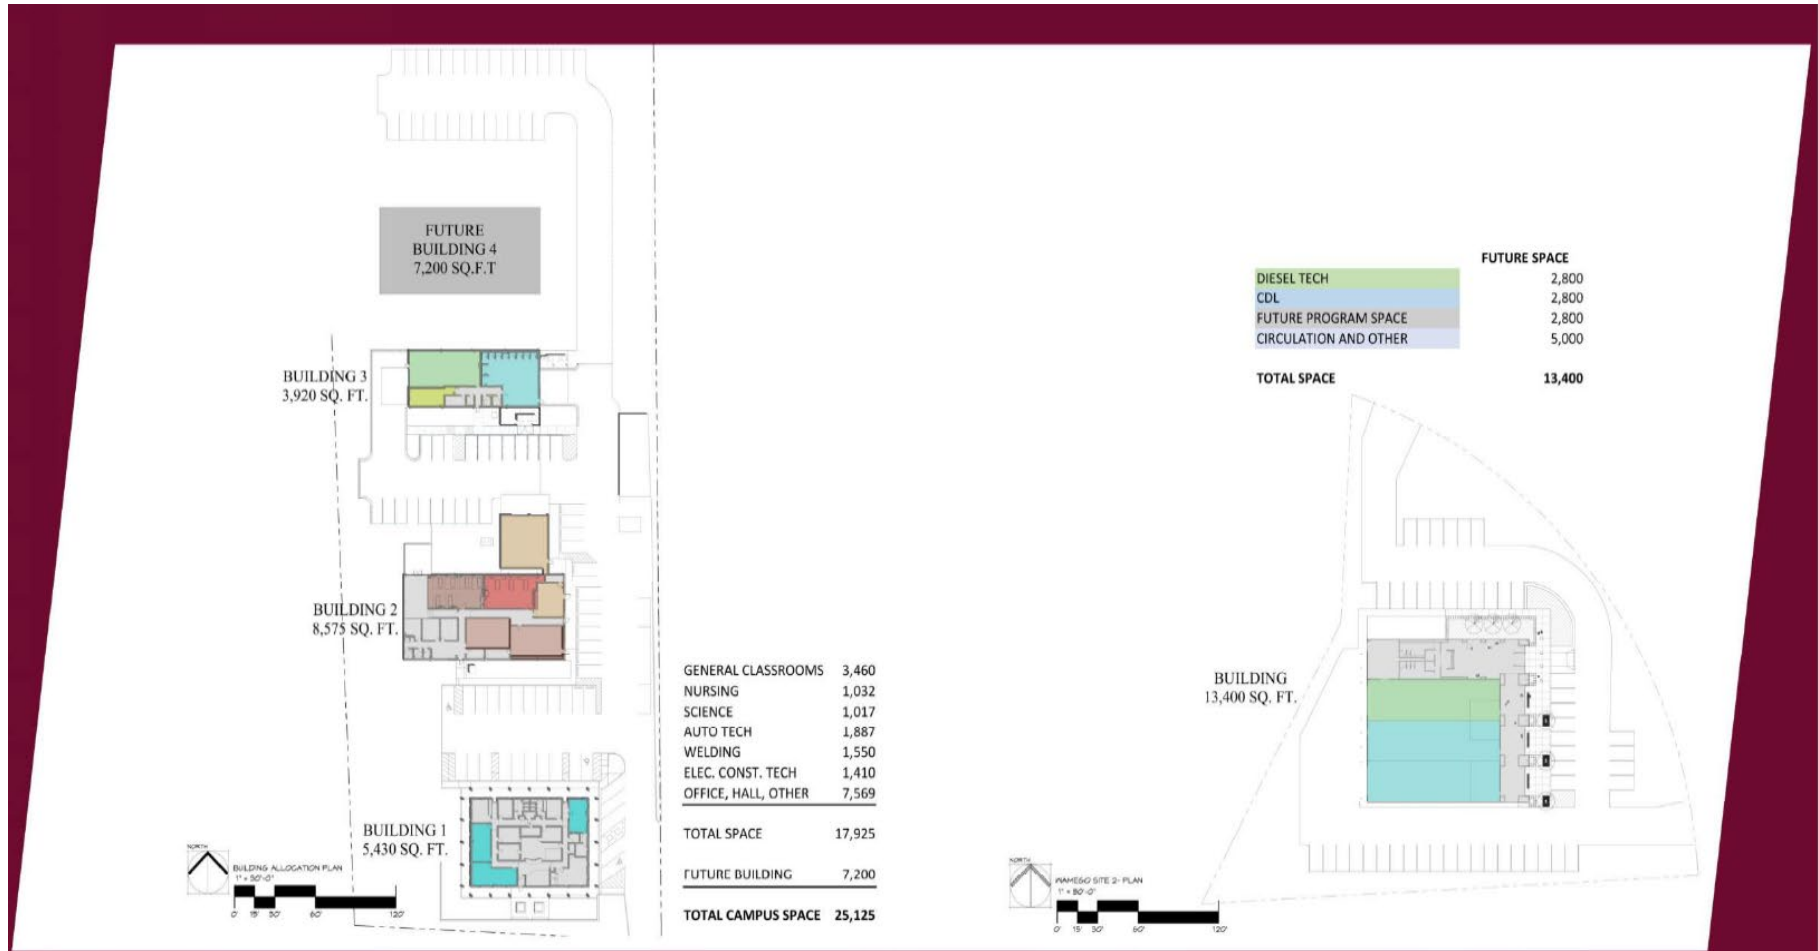 FUTURE
BUILDING 4
7,200 SQ.F.T
BUILDING 3
3,920 SQ. FT.
BUILDING 2
8,575 SQ. FT.
BUILDING 1
5,430 SQ. FT.
NORTH
BUILDING ALLOCATION PLAN
0' 15' 30' 60' 120'
GENERAL CLASSROOMS 3,460
NURSING 1,032
SCIENCE 1,017
AUTO TECH 1,887
WELDING 1,550
ELEC. CONST. TECH 1,410
OFFICE, HALL, OTHER 7,569
TOTAL SPACE 17,925
FUTURE BUILDING 7,200
TOTAL CAMPUS SPACE 25,125
FUTURE SPACE
DIESEL TECH 2,800
CDL 2,800
FUTURE PROGRAM SPACE 2,800
CIRCULATION AND OTHER 5,000
TOTAL SPACE 13,400
BUILDING
13,400 SQ. FT.
NORTH
WAMEGO SITE 2- PLAN
0' 15' 30' 60' 120'